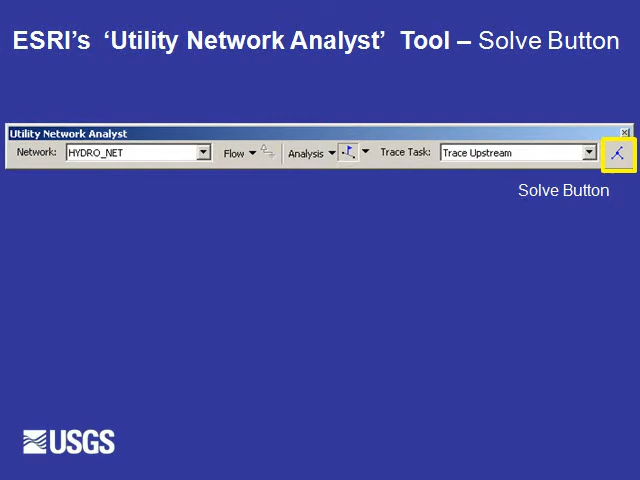 ESRI's ‘Utility Network Analyst’ Tool – Solve Button
Utility Network Analyst
Network: HYDRO_NET Flow Analysis Trace Task: Trace Upstream
Solve Button
USGS